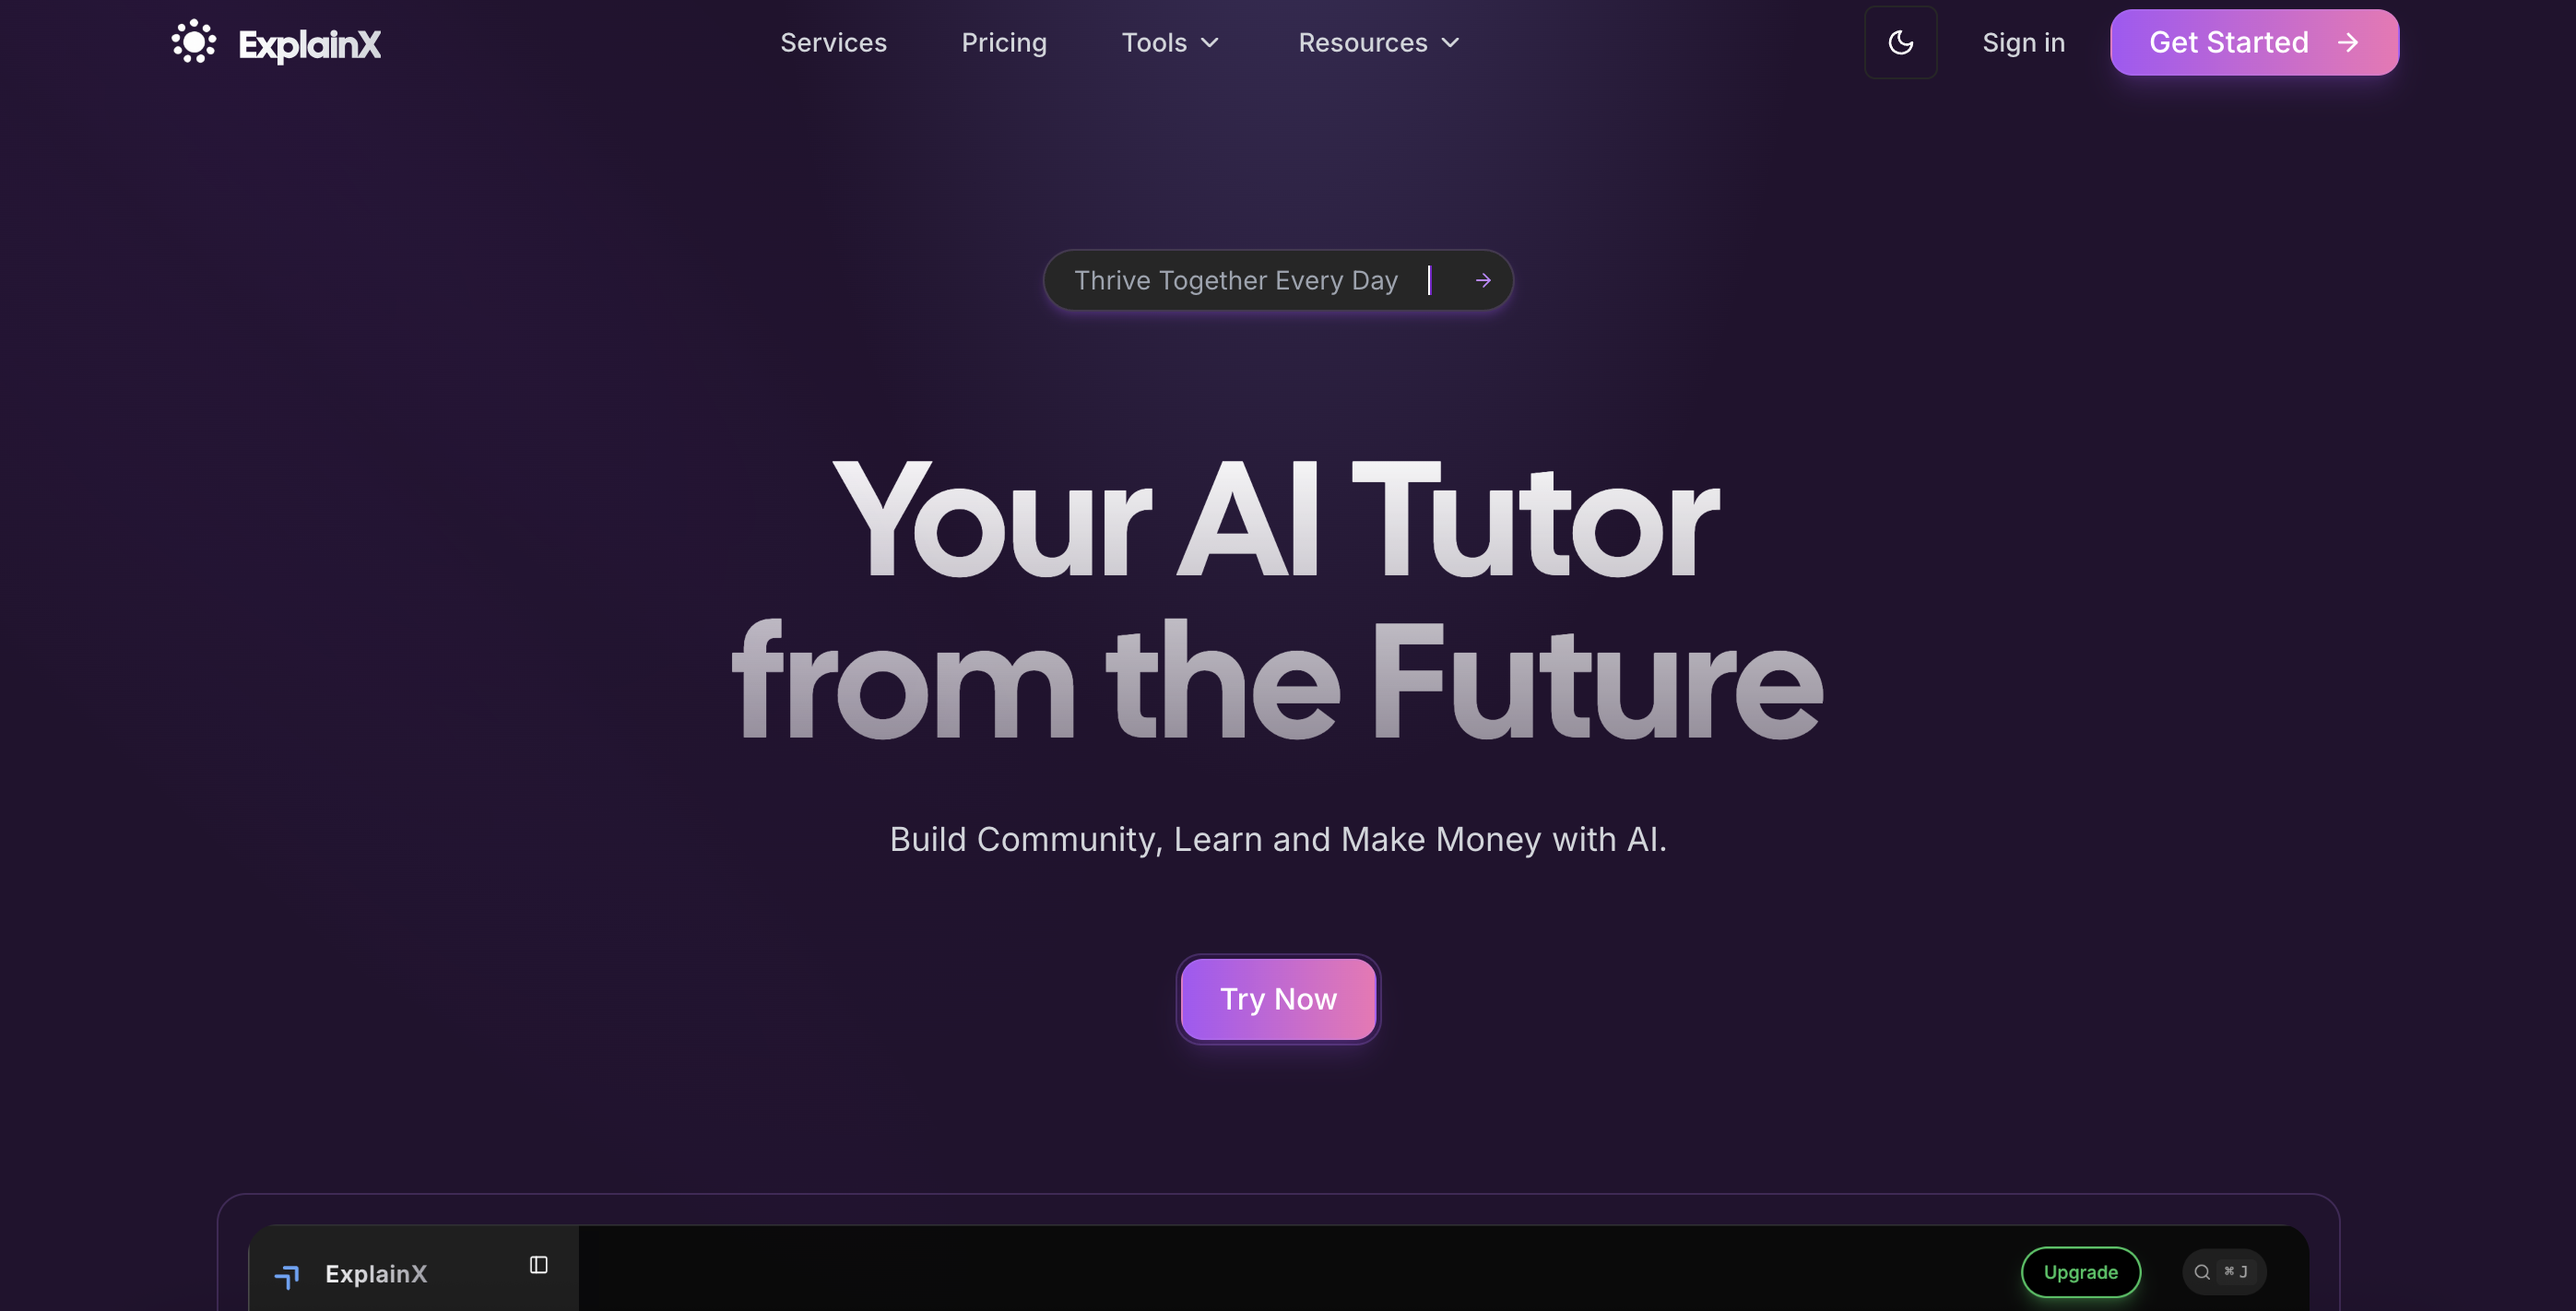 ExplainX
Services
Pricing
Tools
Resources
Sign in
Get Started
Thrive Together Every Day
Your AI Tutor
from the Future
Build Community, Learn and Make Money with AI.
Try Now
ExplainX
Upgrade
⌘ J